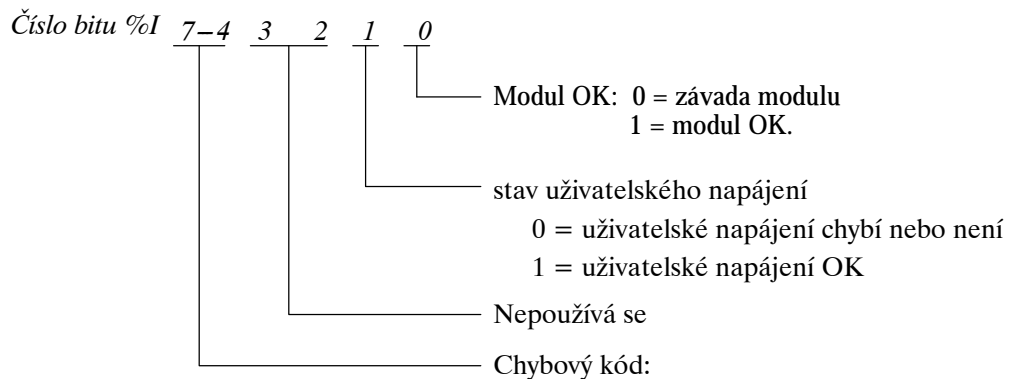 Číslo bitu %I 7–4 3 2 1 0
Modul OK: 0 = závada modulu
1 = modul OK.
stav uživatelského napájení
0 = uživatelské napájení chybí nebo není
1 = uživatelské napájení OK
Nepoužívá se
Chybový kód: